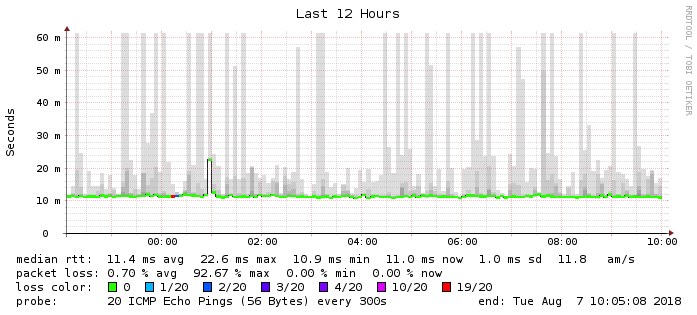 Last 12 Hours
RRDTOOL / TOBI OETIKER
Seconds
60 m
50 m
40 m
30 m
20 m
10 m
0
00:00 02:00 04:00 06:00 08:00 10:00
median rtt: 11.4 ms avg 22.6 ms max 10.9 ms min 11.0 ms now 1.0 ms sd 11.8 am/s
packet loss: 0.70 % avg 92.67 % max 0.00 % min 0.00 % now
loss color: 0 1/20 2/20 3/20 4/20 10/20 19/20
probe: 20 ICMP Echo Pings (56 Bytes) every 300s end: Tue Aug 7 10:05:08 2018